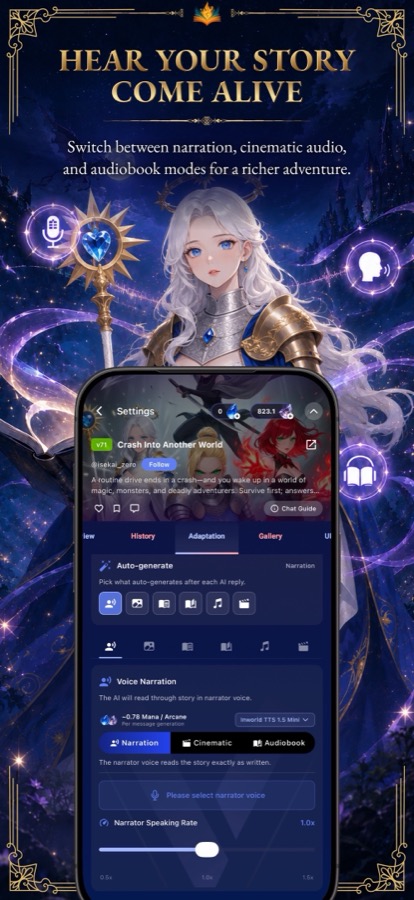 HEAR YOUR STORY
COME ALIVE
Switch between narration, cinematic audio,
and audiobook modes for a richer adventure.
Settings
0
823.1
v71
Crash Into Another World
@isekai_zero
Follow
A routine drive ends in a crash—and you wake up in a world of
magic, monsters, and deadly adventurers. Survive first; answers...
Chat Guide
iew
History
Adaptation
Gallery
UI
Auto-generate
Narration
Pick what auto-generates after each AI reply.
Voice Narration
The AI will read through story in narrator voice.
~0.78 Mana / Arcane
Per message generation
Inworld TTS 1.5 Mini
Narration
Cinematic
Audiobook
The narrator voice reads the story exactly as written.
Please select narrator voice
Narrator Speaking Rate
1.0x
0.5x
1.0x
1.5x